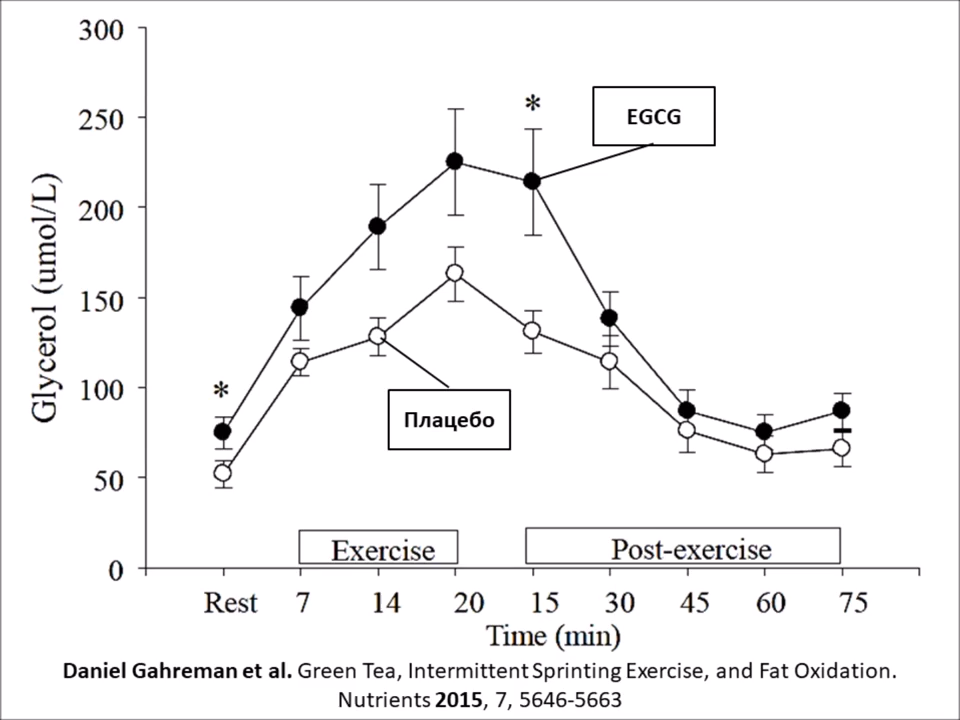 300
250
200
150
100
50
0
Glycerol (umol/L)
*
*
EGCG
Плацебо
Exercise
Post-exercise
Rest 7 14 20 15 30 45 60 75
Time (min)
Daniel Gahreman et al. Green Tea, Intermittent Sprinting Exercise, and Fat Oxidation.
Nutrients 2015, 7, 5646-5663